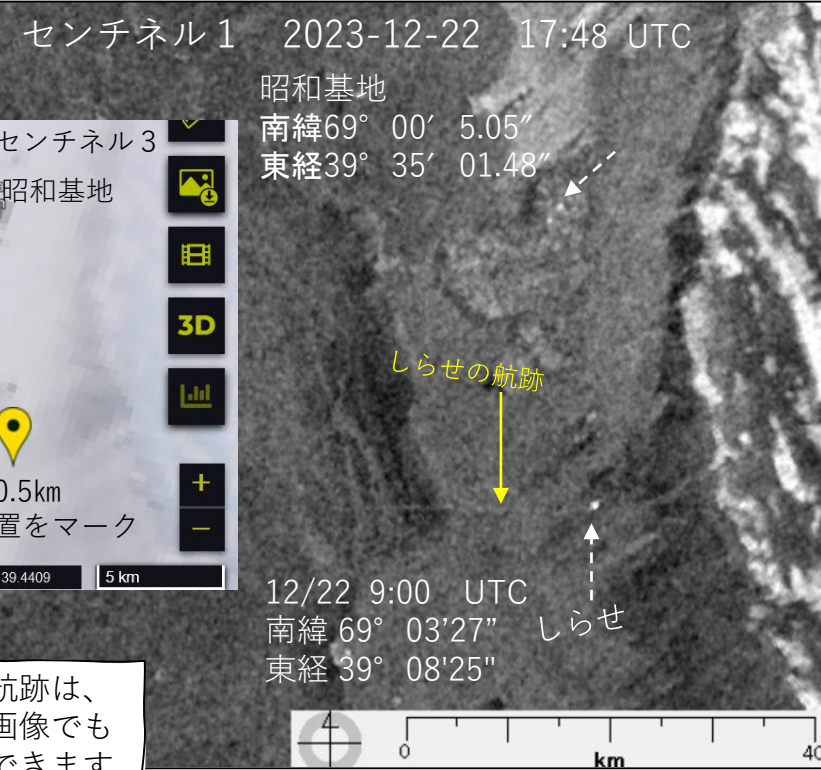 センチネル１　2023-12-22　17:48 UTC
昭和基地
南緯69°　00′　5.05″
東経39°　35′　01.48″
センチネル３
昭和基地
3D
0.5km
置をマーク
+
−
39.4409
5 km
しらせの航跡
12/22　9:00　UTC
南緯 69°　03’27”
東経 39°　08'25"
しらせ
航跡は、
画像でも
できます
0
km
40